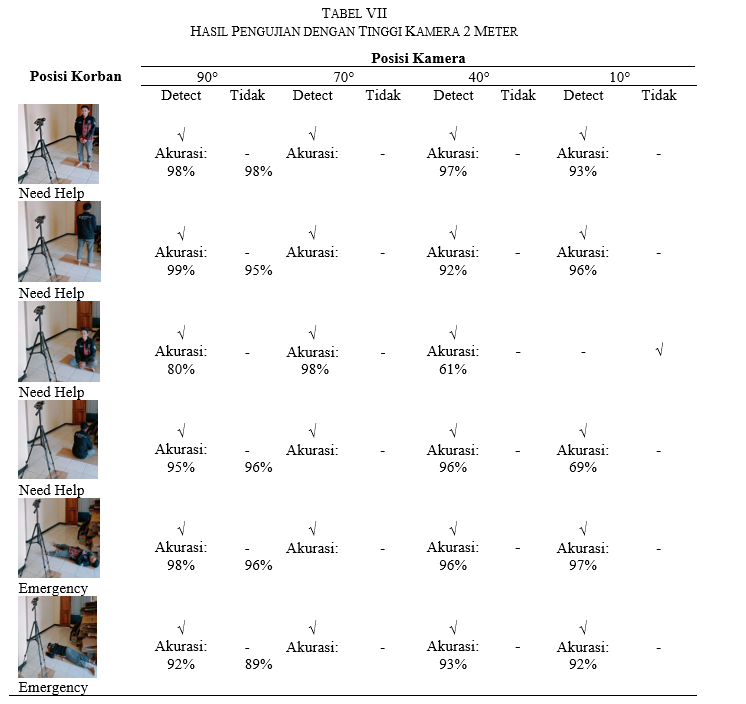 TABEL VII
HASIL PENGUJIAN DENGAN TINGGI KAMERA 2 METER
Posisi Korban Posisi Kamera
90° 70° 40° 10°
Detect Tidak Detect Tidak Detect Tidak Detect Tidak
√ √ √ √
Akurasi: - Akurasi: - Akurasi: - Akurasi: -
98% 98% 97% 93%
Need Help
√ √ √ √
Akurasi: - Akurasi: - Akurasi: - Akurasi: -
99% 95% 92% 96%
Need Help
√ √ √
Akurasi: - Akurasi: - Akurasi: - - √
80% 98% 61%
Need Help
√ √ √ √
Akurasi: - Akurasi: - Akurasi: - Akurasi: -
95% 96% 96% 69%
Need Help
√ √ √ √
Akurasi: - Akurasi: - Akurasi: - Akurasi: -
98% 96% 96% 97%
Emergency
√ √ √ √
Akurasi: - Akurasi: - Akurasi: - Akurasi: -
92% 89% 93% 92%
Emergency